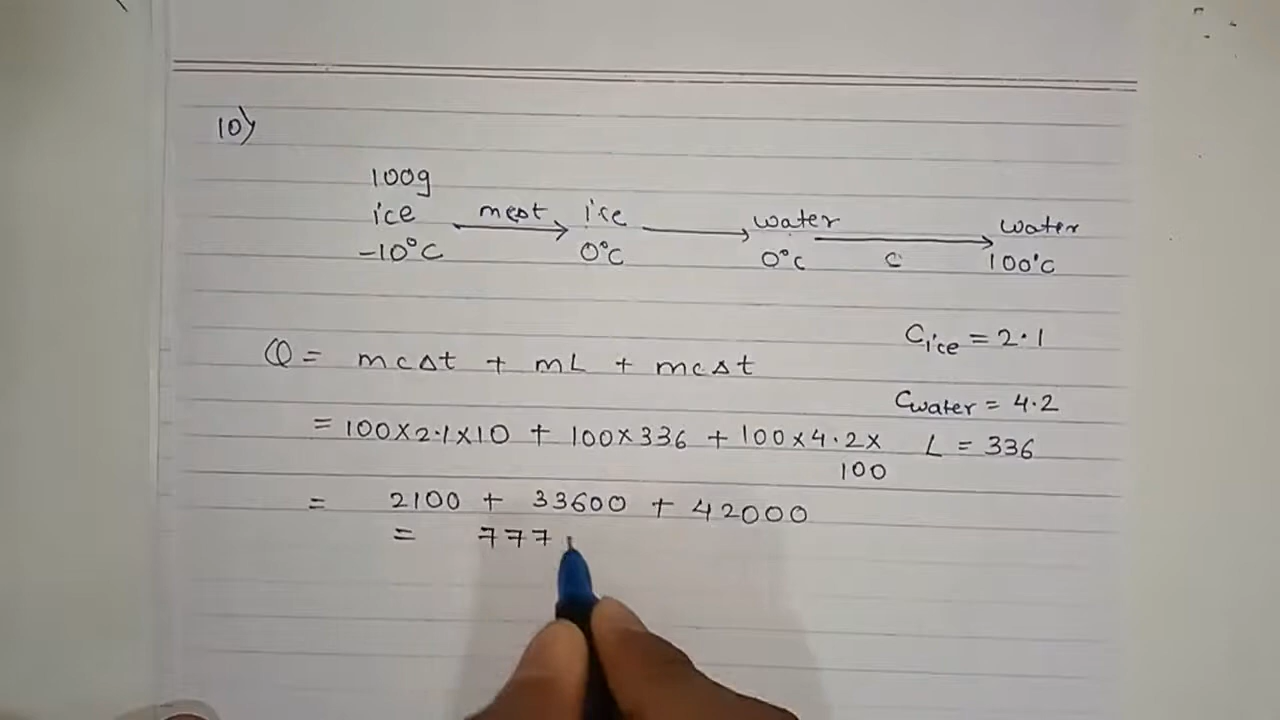 10)
100g
ice melt ice water water
-10°C 0°C 0°C C 100°C
Cice = 2.1
Q = mcΔt + mL + mcΔt
Cwater = 4.2
= 100×2.1×10 + 100×336 + 100×4.2× L = 336
100
= 2100 + 33600 + 42000
= 777